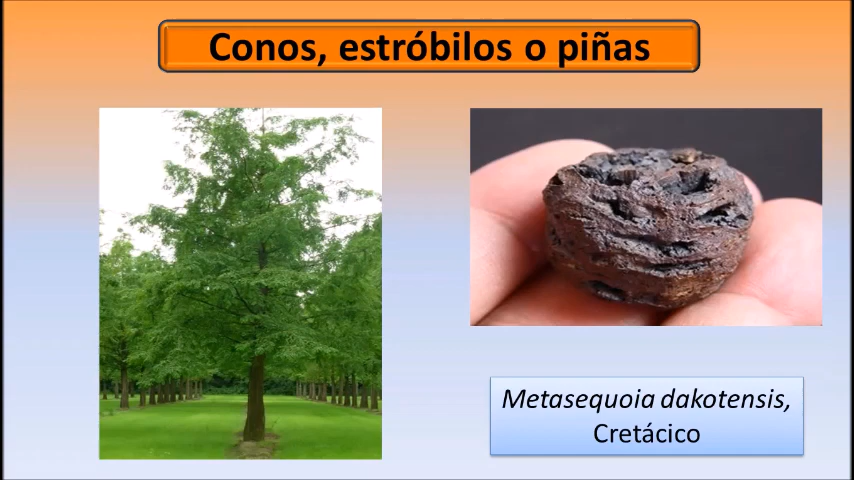 Conos, estróbilos o piñas
Metasequoia dakotensis,
Cretácico